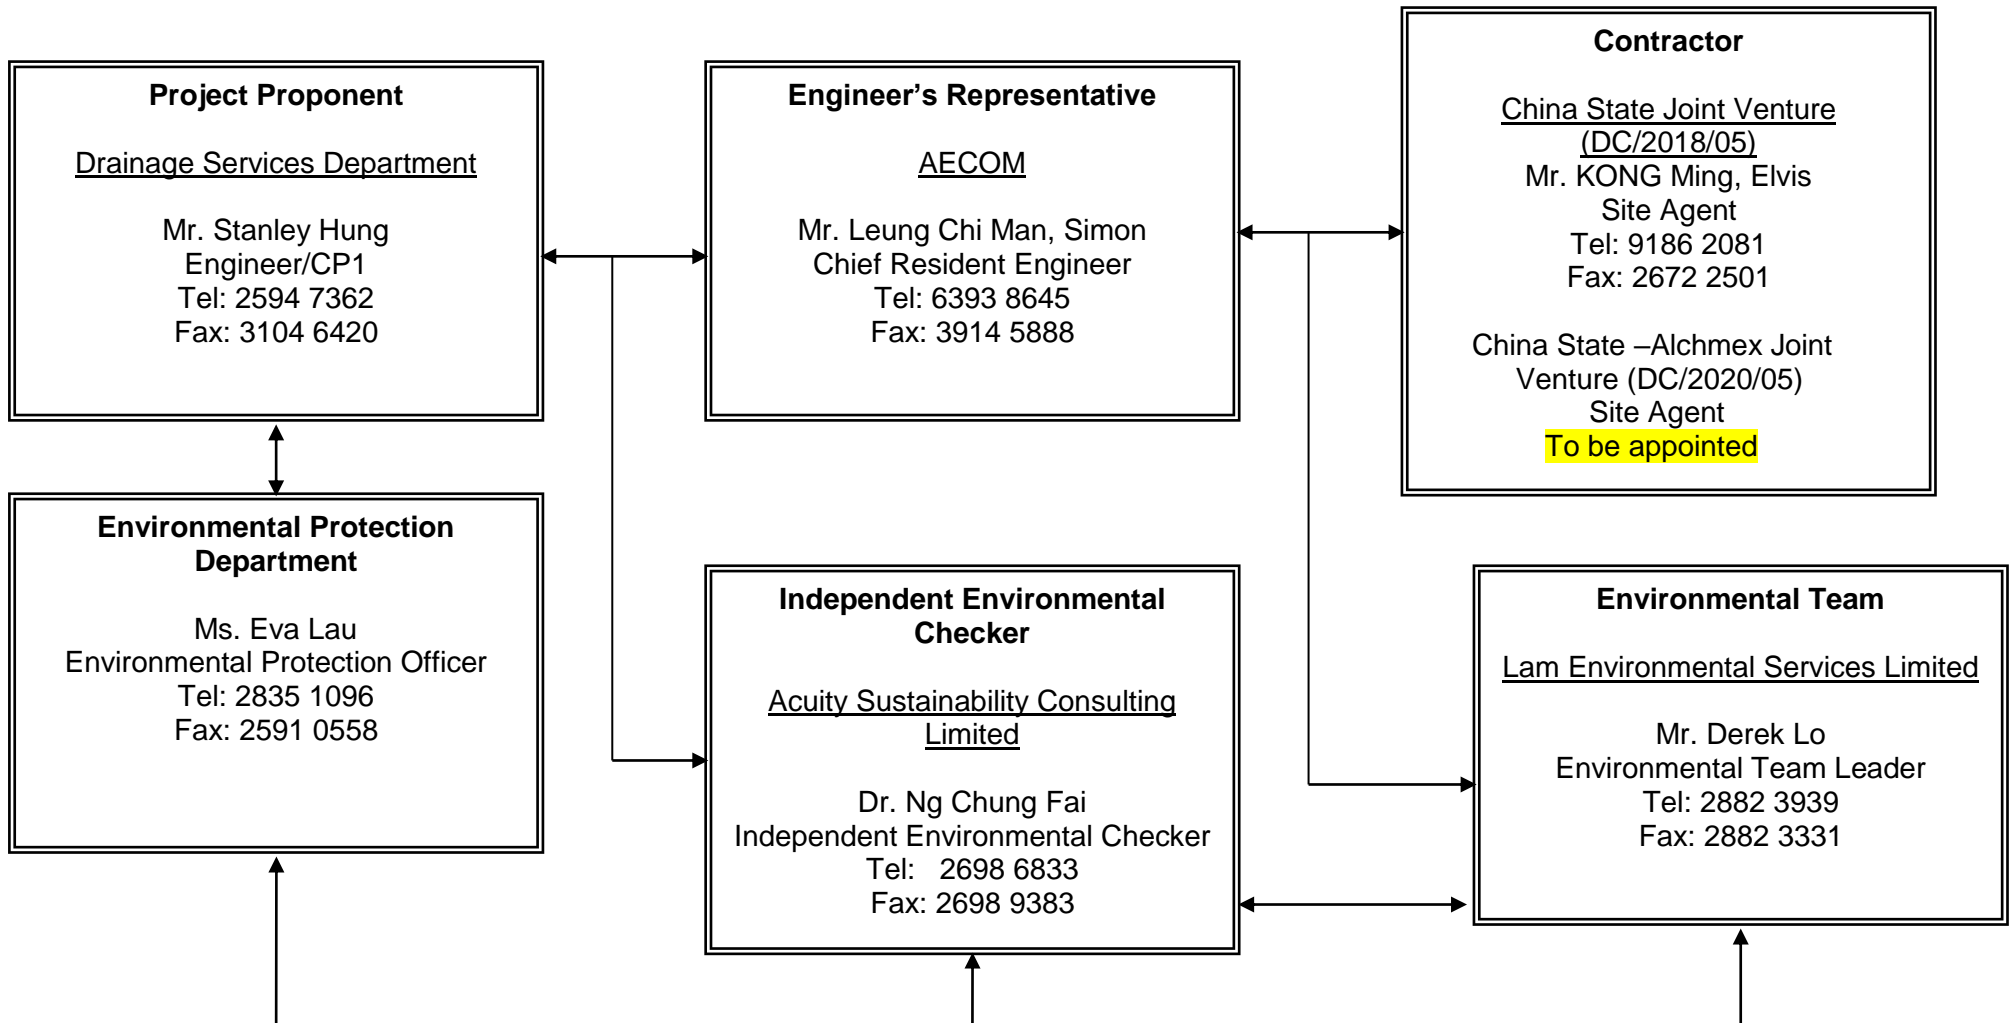 Project Proponent
Drainage Services Department
Mr. Stanley Hung
Engineer/CP1
Tel: 2594 7362
Fax: 3104 6420
Engineer’s Representative
AECOM
Mr. Leung Chi Man, Simon
Chief Resident Engineer
Tel: 6393 8645
Fax: 3914 5888
Contractor
China State Joint Venture
(DC/2018/05)
Mr. KONG Ming, Elvis
Site Agent
Tel: 9186 2081
Fax: 2672 2501
China State –Alchmex Joint
Venture (DC/2020/05)
Site Agent
To be appointed
Environmental Protection
Department
Ms. Eva Lau
Environmental Protection Officer
Tel: 2835 1096
Fax: 2591 0558
Independent Environmental
Checker
Acuity Sustainability Consulting
Limited
Dr. Ng Chung Fai
Independent Environmental Checker
Tel:   2698 6833
Fax: 2698 9383
Environmental Team
Lam Environmental Services Limited
Mr. Derek Lo
Environmental Team Leader
Tel: 2882 3939
Fax: 2882 3331